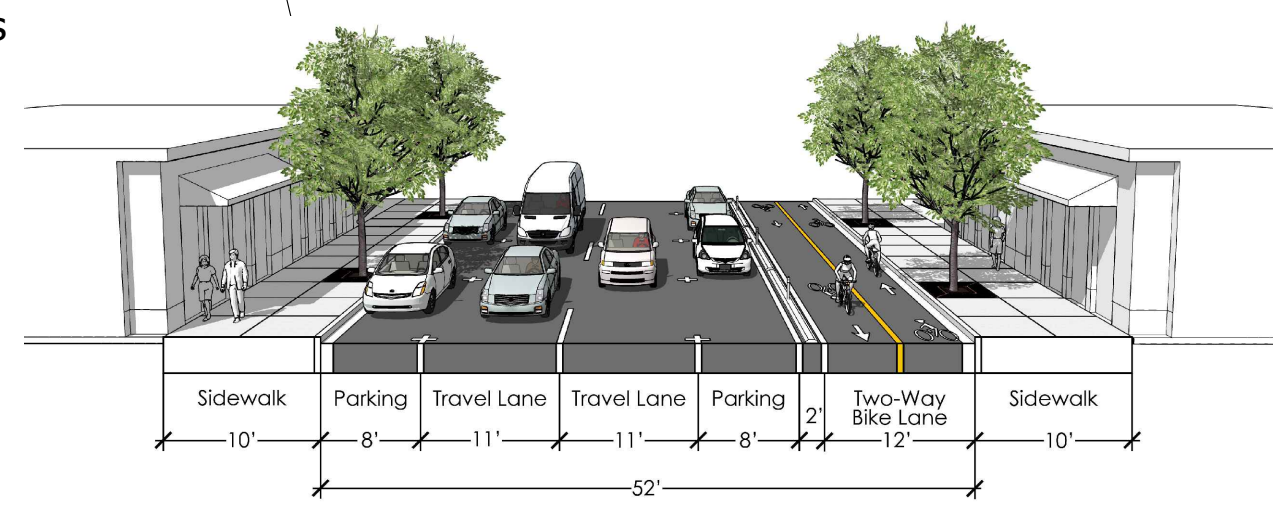 s
Sidewalk
Parking
Travel Lane
Travel Lane
Parking
2'
Two-Way
Bike Lane
Sidewalk
10'
8'
11'
11'
8'
12'
10'
52'